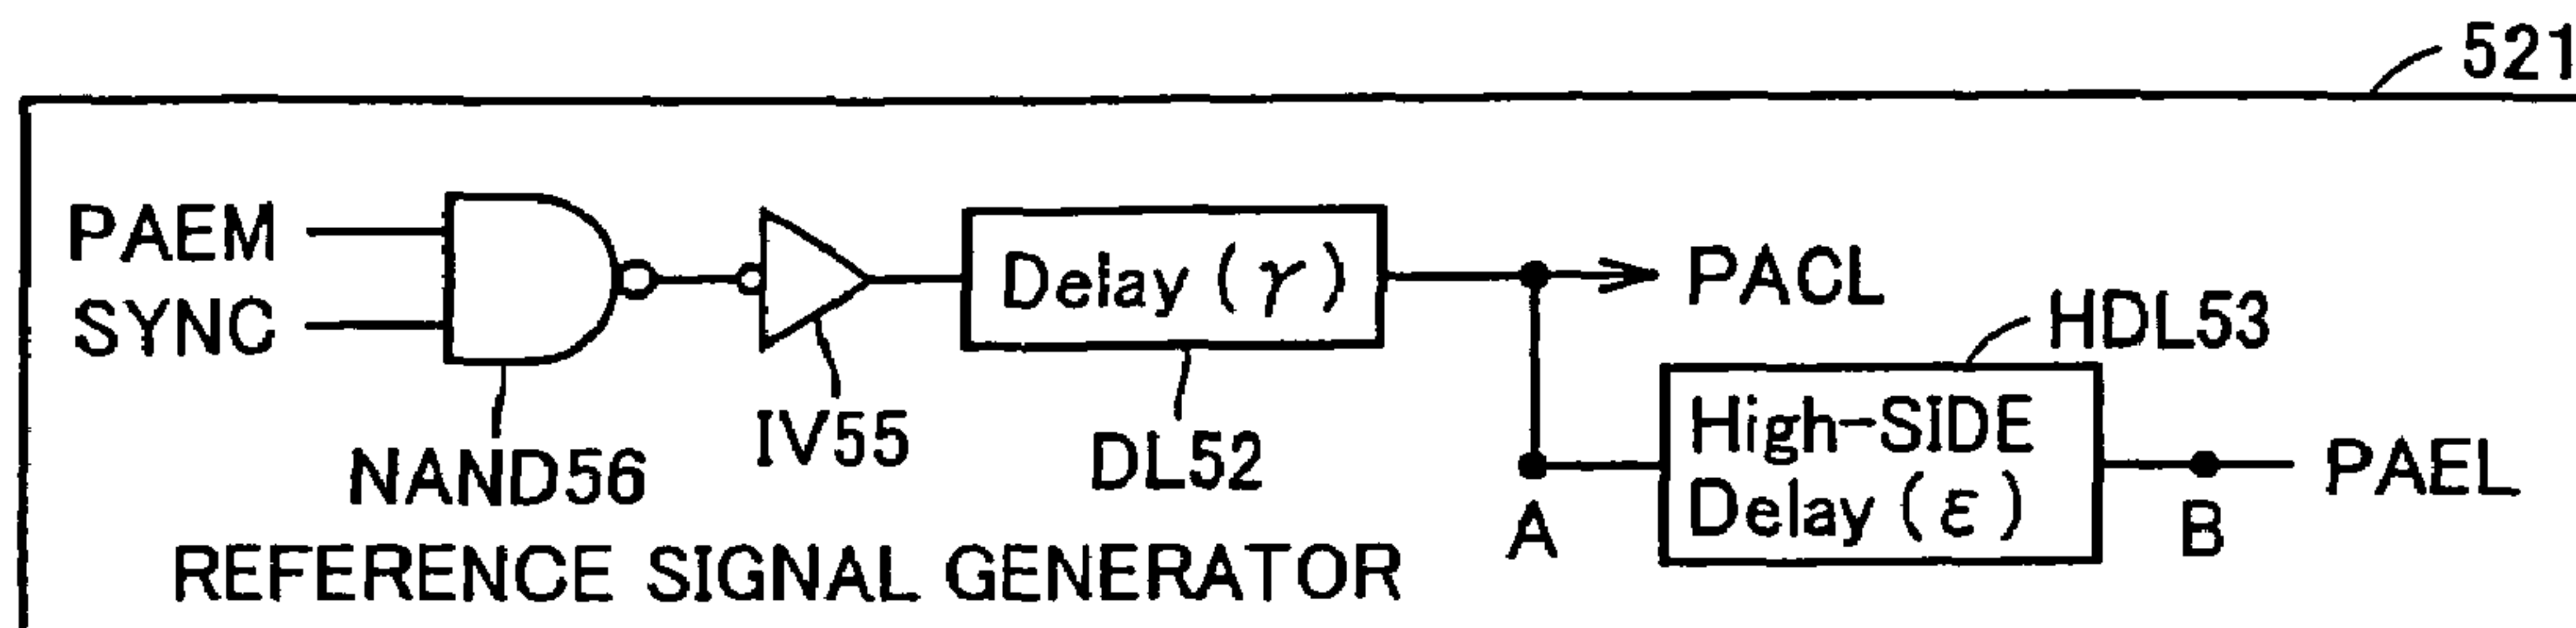 521
PAEM
SYNC
Delay (γ)
PACL
HDL53
High-SIDE
Delay (ε)
PAEL
NAND56
IV55
DL52
A
B
REFERENCE SIGNAL GENERATOR